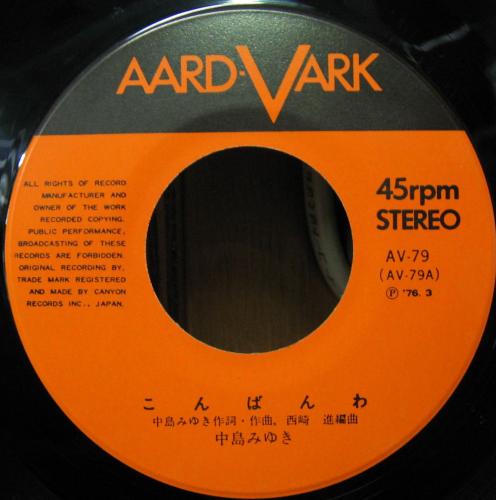 AARD-VARK
ALL RIGHTS OF RECORD
MANUFACTURER AND
OWNER OF THE WORK
RECORDED COPYING.
PUBLIC PERFORMANCE,
BROADCASTING OF THESE
RECORDS ARE FORBIDDEN.
ORIGINAL RECORDING BY,
TRADE MARK REGISTERED
AND MADE BY CANYON
RECORDS INC., JAPAN.
45rpm
STEREO
AV-79
(AV-79A)
Ⓟ '76. 3
こんばんわ
中島みゆき作詞・作曲。西崎 進編曲
中島みゆき